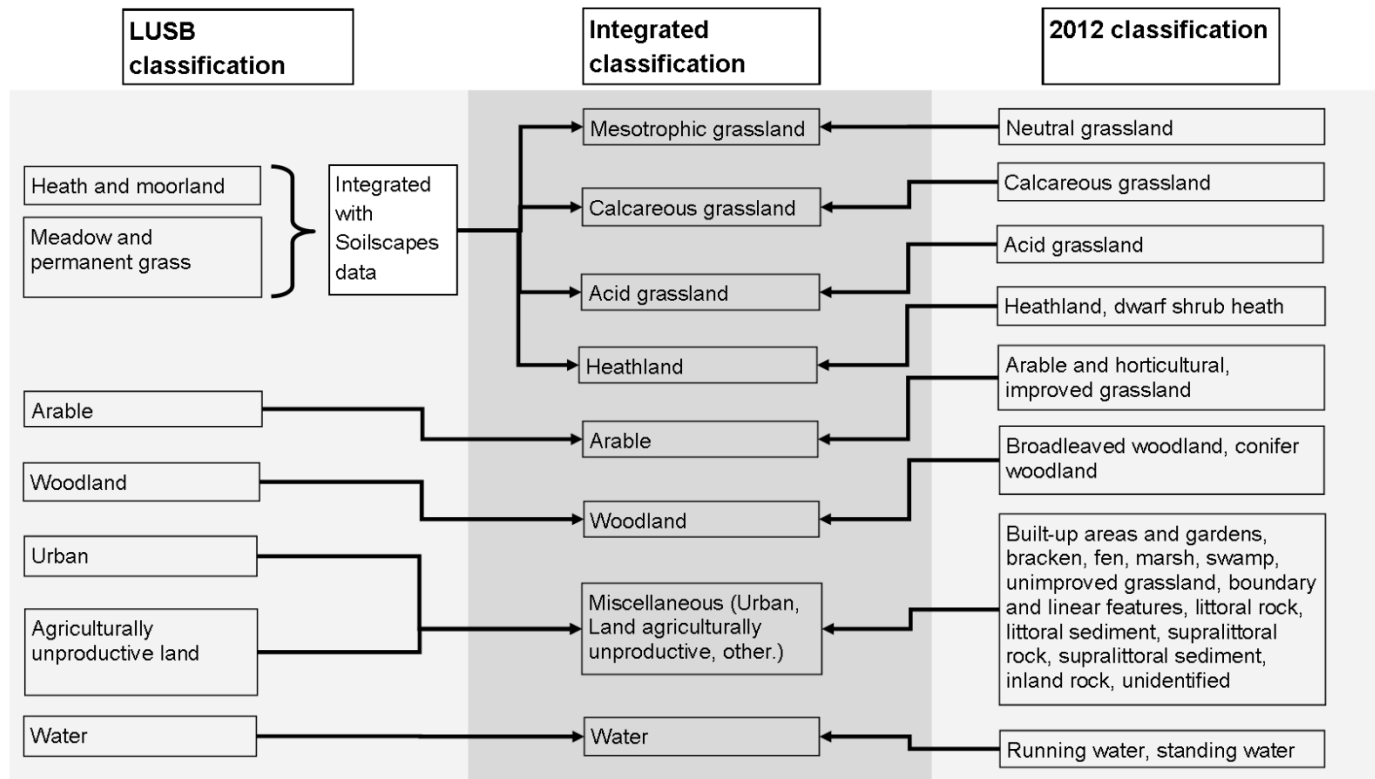 LUSB
classification
Integrated
classification
2012 classification
Heath and moorland
Meadow and
permanent grass
Integrated
with
Soilscapes
data
Arable
Woodland
Urban
Agriculturally
unproductive land
Water
Mesotrophic grassland
Calcareous grassland
Acid grassland
Heathland
Arable
Woodland
Miscellaneous (Urban,
Land agriculturally
unproductive, other.)
Water
Neutral grassland
Calcareous grassland
Acid grassland
Heathland, dwarf shrub heath
Arable and horticultural,
improved grassland
Broadleaved woodland, conifer
woodland
Built-up areas and gardens,
bracken, fen, marsh, swamp,
unimproved grassland, boundary
and linear features, littoral rock,
littoral sediment, supralittoral
rock, supralittoral sediment,
inland rock, unidentified
Running water, standing water